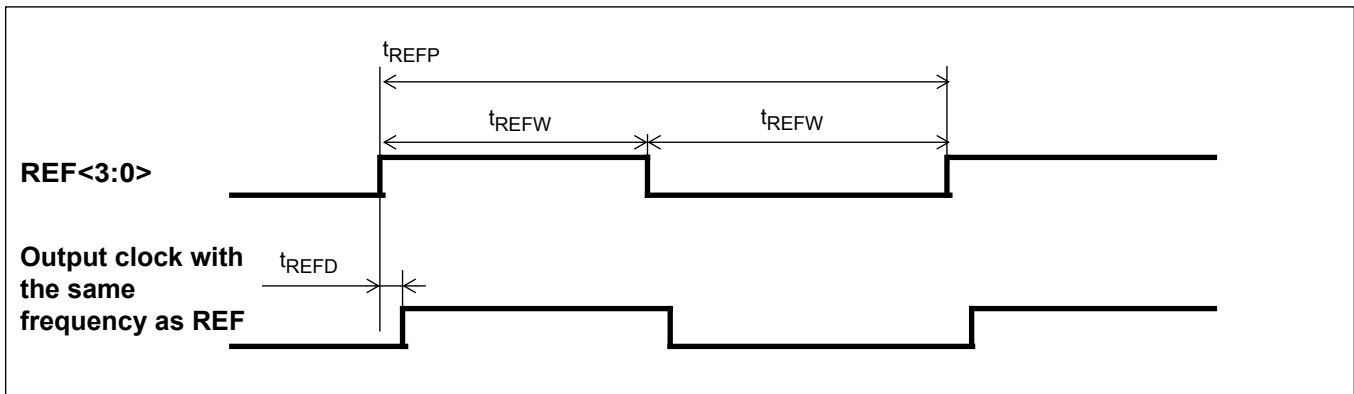 tREFP
tREFW
tREFW
REF<3:0>
Output clock with
the same
frequency as REF
tREFD